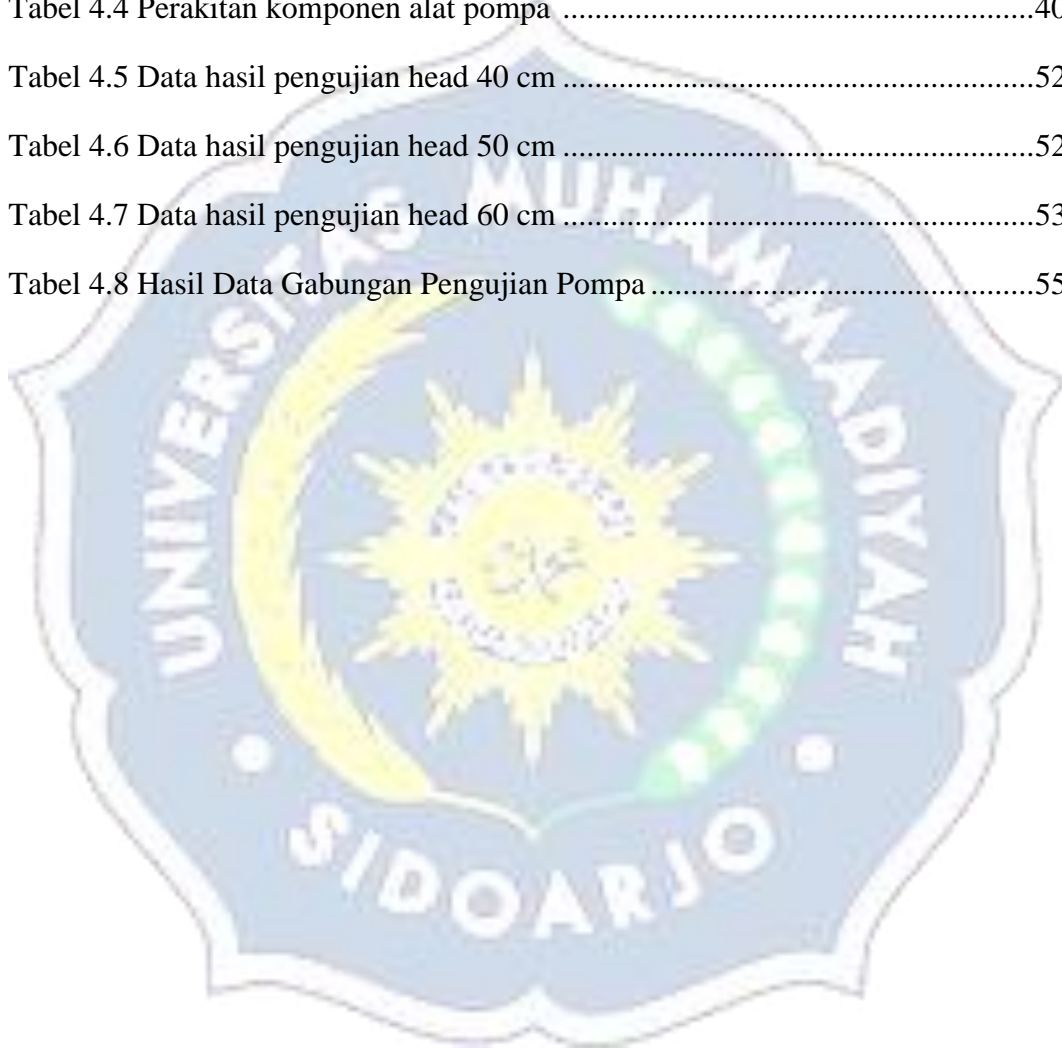 Tabel 4.4 Perakitan komponen alat pompa ........................................................40
Tabel 4.5 Data hasil pengujian head 40 cm ......................................................52
Tabel 4.6 Data hasil pengujian head 50 cm ......................................................52
Tabel 4.7 Data hasil pengujian head 60 cm ......................................................53
Tabel 4.8 Hasil Data Gabungan Pengujian Pompa ............................................55
UNIVERSITAS MUHAMMADIYAH
SIDOARJO